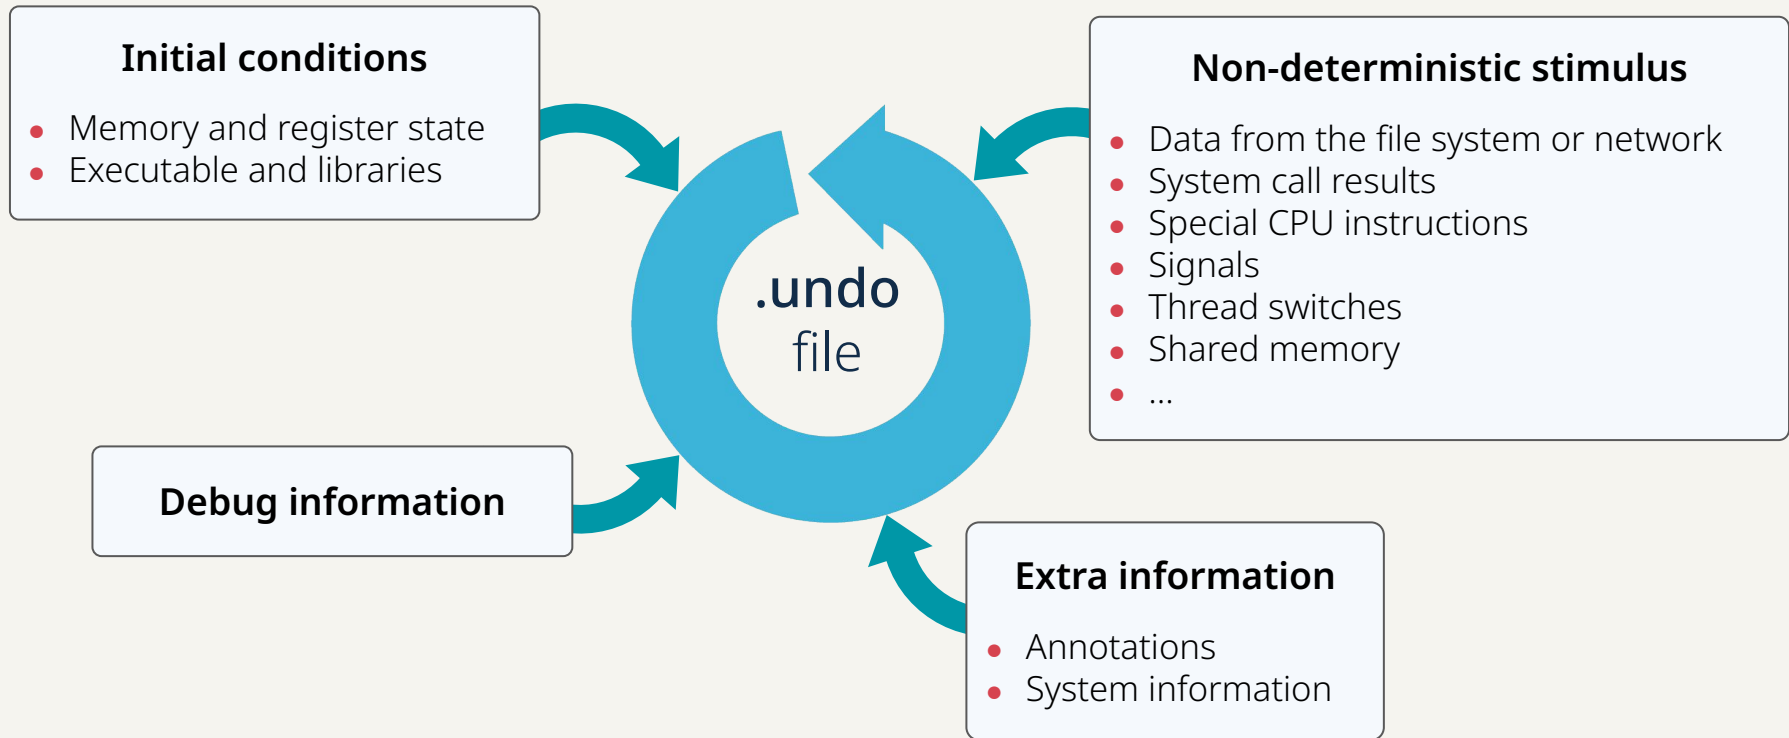 Initial conditions
● Memory and register state
● Executable and libraries
Non-deterministic stimulus
● Data from the file system or network
● System call results
● Special CPU instructions
● Signals
● Thread switches
● Shared memory
● ...
.undo
file
Debug information
Extra information
● Annotations
● System information